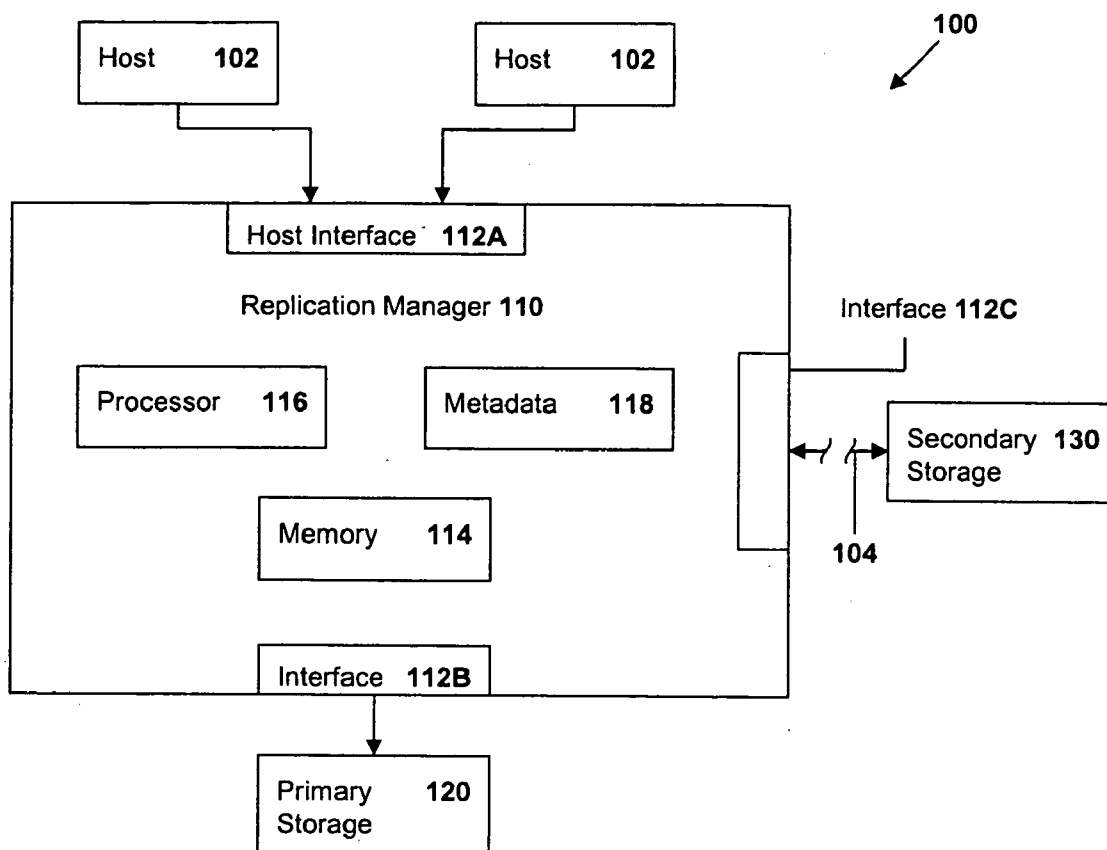 100
Host 102
Host 102
Host Interface 112A
Replication Manager 110
Interface 112C
Processor 116
Metadata 118
Secondary 130
Storage
Memory 114
104
Interface 112B
Primary 120
Storage